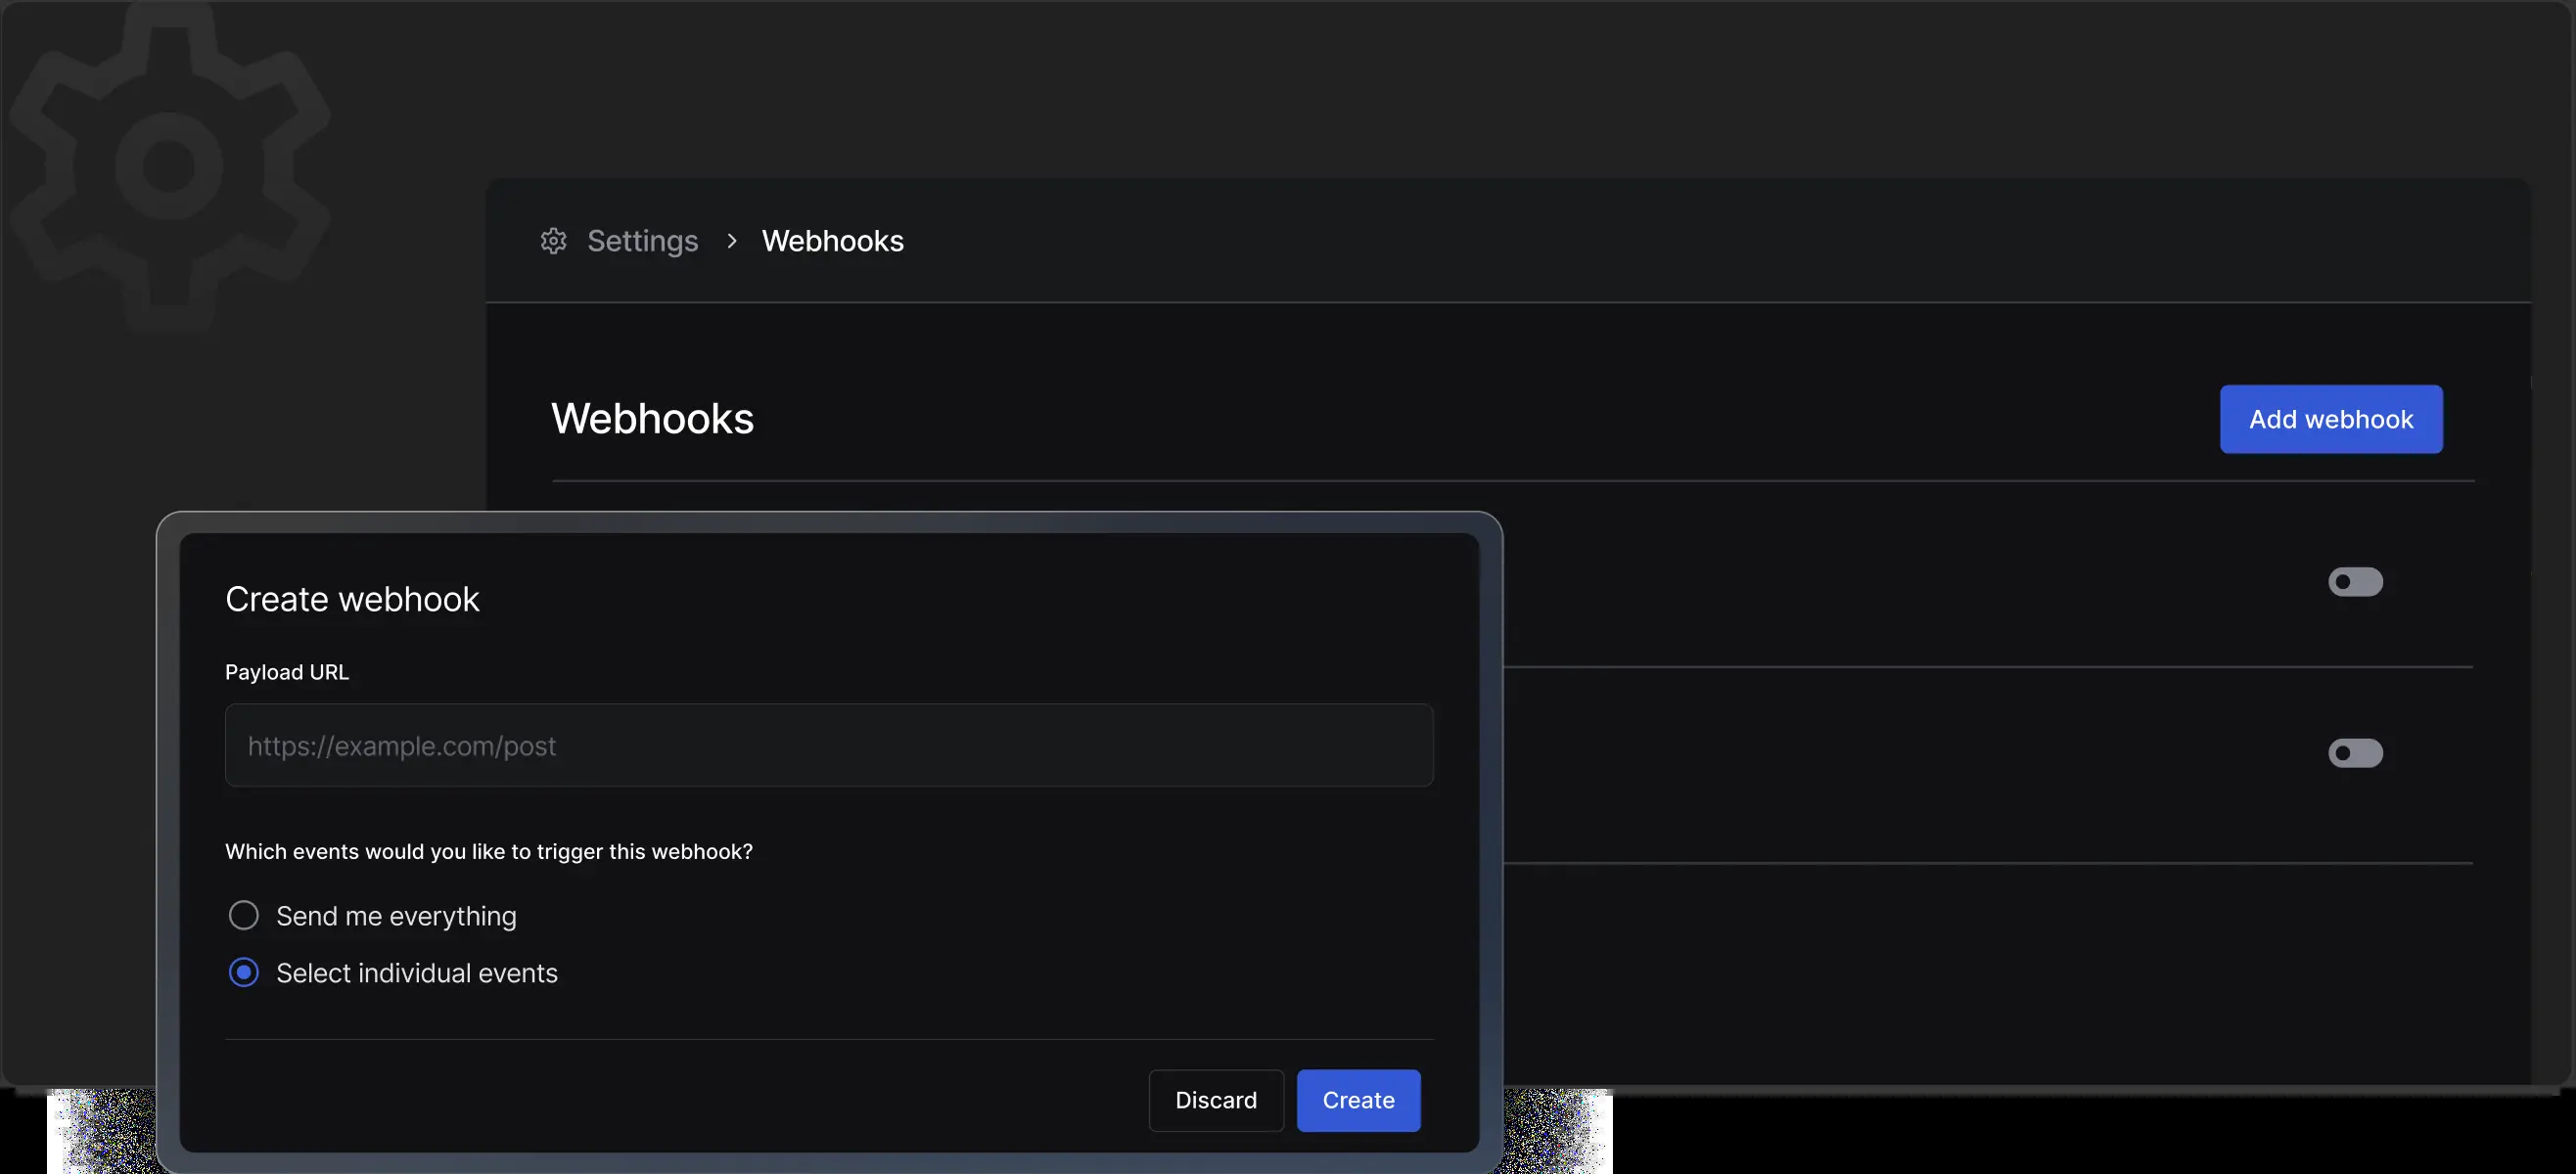 Settings > Webhooks
Webhooks
Add webhook
Create webhook
Payload URL
https://example.com/post
Which events would you like to trigger this webhook?
Send me everything
Select individual events
Discard
Create